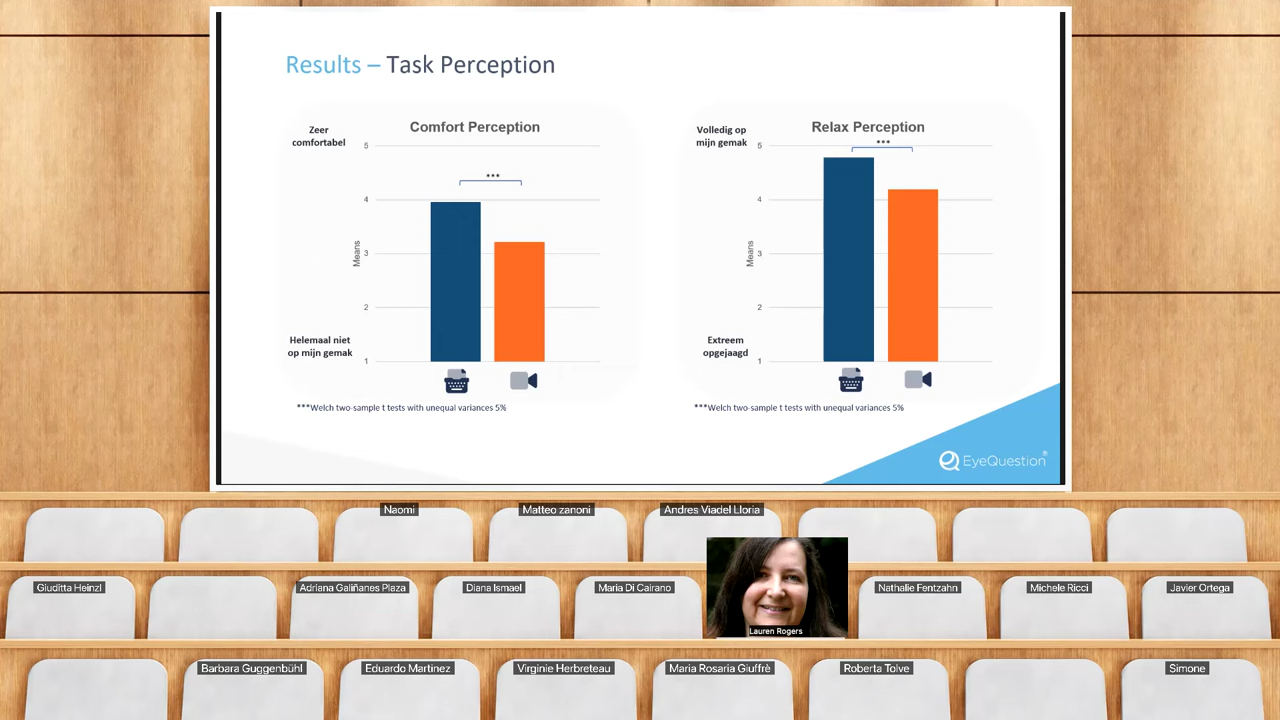 Results – Task Perception
Zeer
comfortabel
Comfort Perception
5
***
4
Means
3
2
Helemaal niet
op mijn gemak
1
***Welch two-sample t tests with unequal variances 5%
Volledig op
mijn gemak
Relax Perception
5
***
4
Means
3
2
Extreem
opgejaagd
1
***Welch two-sample t tests with unequal variances 5%
EyeQuestion®
Naomi
Matteo zanoni
Andres Viadel Lloria
Giuditta Heinzl
Adriana Galiñanes Plaza
Diana Ismael
Maria Di Cairano
Lauren Rogers
Nathalie Fentzahn
Michele Ricci
Javier Ortega
Barbara Guggenbühl
Eduardo Martinez
Virginie Herbreteau
Maria Rosaria Giuffrè
Roberta Tolve
Simone